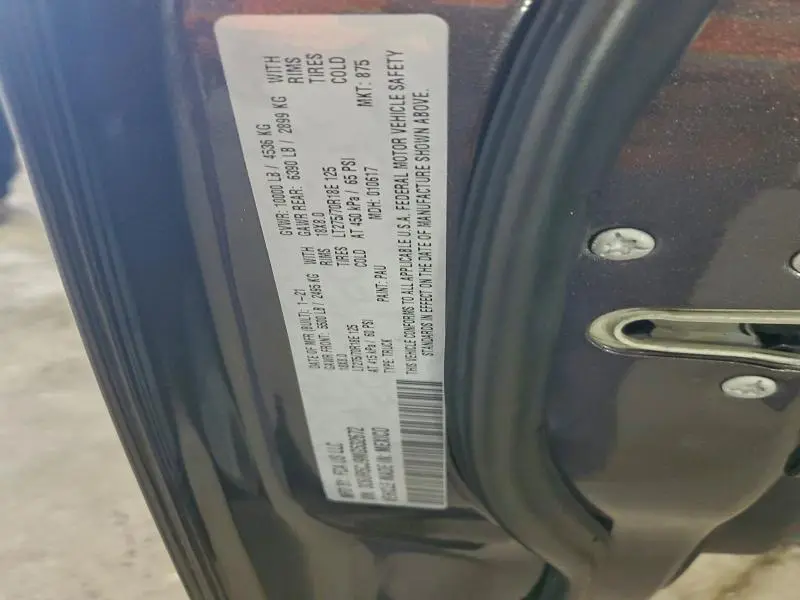 MFD BY: FCA US LLC
DATE OF MFR (BUILT): 1-21
GVWR: 10000 LB / 4536 KG
GAWR FRONT: 5500 LB / 2495 KG WITH
GAWR REAR: 6390 LB / 2899 KG WITH
18X8.0 RIMS
18X8.0 RIMS
LT275/70R18E 125 TIRES
LT275/70R18E 125 TIRES
AT 415 kPa / 60 PSI COLD
AT 450 kPa / 65 PSI COLD
VIN:
TYPE: TRUCK
PAINT: PAU
MDH: 010617
MKT: 875
VEHICLE MADE IN: MEXICO
THIS VEHICLE CONFORMS TO ALL APPLICABLE U.S.A. FEDERAL MOTOR VEHICLE SAFETY
STANDARDS IN EFFECT ON THE DATE OF MANUFACTURE SHOWN ABOVE.